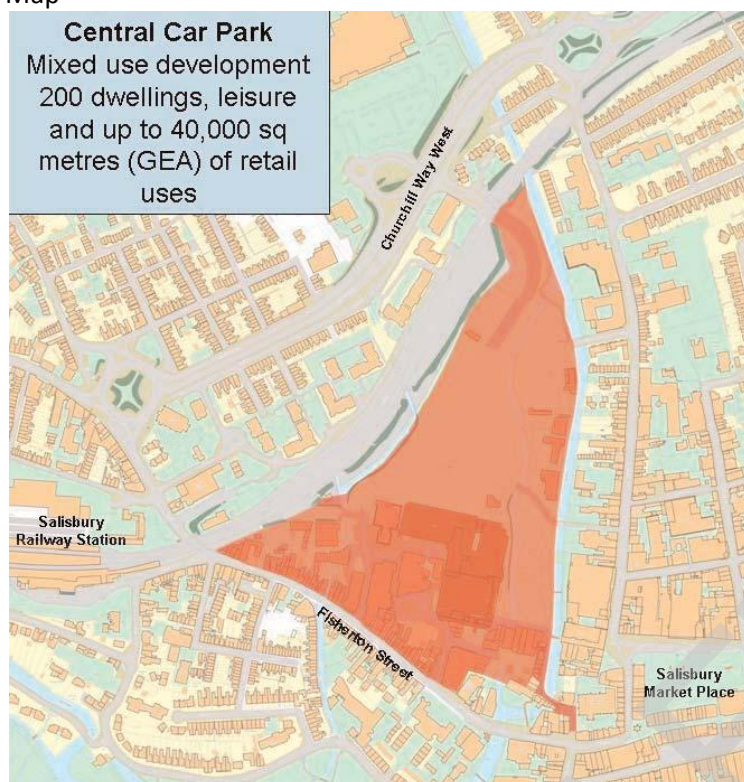 Map
Central Car Park
Mixed use development
200 dwellings, leisure
and up to 40,000 sq
metres (GEA) of retail
uses
Churchill Way West
Salisbury
Railway Station
Fisherton Street
Salisbury
Market Place